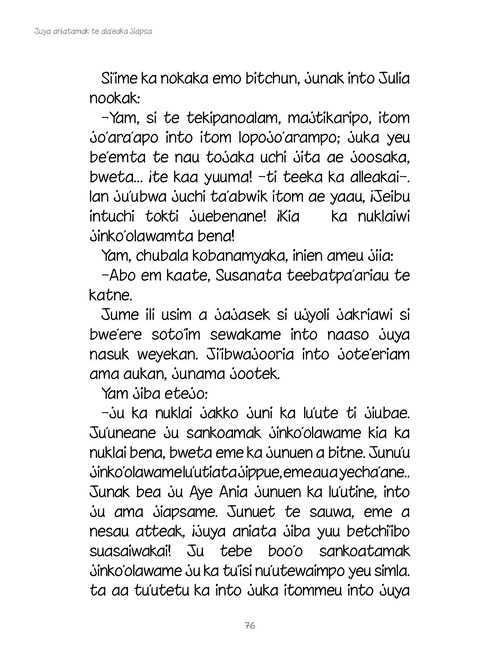 Juya aniatamak te ala'eaka jiapsa
Siime ka nokaka emo bitchun, junak into Julia
nookak:
–Yam, si te tekipanoalam, majtikaripo, itom
jo'ara'apo into itom lopojo'arampo; juka yeu
be'emta te nau tojaka uchi jita ae joosaka,
bweta... ¡te kaa yuuma! –ti teeka ka alleakai–.
Ian ju'ubwa juchi ta'abwik itom ae yaau, ¡Jeibu
intuchi tokti juebenane! ¡Kia ka nuklaiwi
jinko'olawamta bena!
Yam, chubala kobanamyaka, inien ameu jiia:
–Abo em kaate, Susanata teebatpa'ariau te
katne.
Jume ili usim a jajasek si ujyoli jakriawi si
bwe'ere soto'im sewakame into naaso juya
nasuk weyekan. Jiibwajooria into jote'eriam
ama aukan, junama jootek.
Yam jiba etejo:
–Ju ka nuklai jakko juni ka lu'ute ti jiubae.
Ju'uneane ju sankoamak jinko'olawame kia ka
nuklai bena, bweta eme ka junuen a bitne. Junu'u
jinko'olawame lu'utiata jippue, eme au a yecha'ane..
Junak bea ju Aye Ania junuen ka lu'utine, into
ju ama jiapsame. Junuet te sauwa, eme a
nesau atteak, ¡juya aniata jiba yuu betchi'ibo
suasaiwakai! Ju tebe boo'o sankoatamak
jinko'olawame ju ka tu'isi nu'utewaimpo yeu simla.
ta aa tu'utetu ka into juka itommeu into juya
76